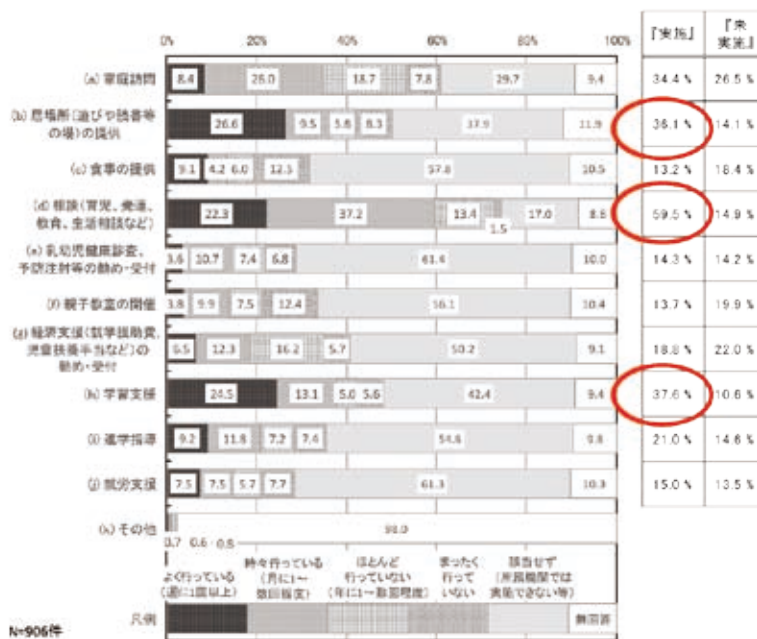 0% 20% 40% 60% 80% 100% 『実施』 『未実施』
(a) 家庭訪問 8.4 26.0 18.7 7.8 29.7 9.4 34.4 % 26.5 %
(b) 居場所(遊びや読書等
の場)の提供 26.6 9.5 5.8 8.3 37.9 11.9 36.1 % 14.1 %
(c) 食事の提供 9.1 4.2 6.0 12.5 57.8 10.5 13.2 % 18.4 %
(d) 相談(育児、発達、
教育、生活相談など) 22.3 37.2 13.4 1.5 17.0 8.6 59.5 % 14.9 %
(e) 乳幼児健康診査、
予防注射等の勧め・受付 3.6 10.7 7.4 6.8 61.4 10.0 14.3 % 14.2 %
(f) 親子教室の開催 3.8 9.9 7.5 12.4 56.1 10.4 13.7 % 19.9 %
(g) 経済支援(就学援助費、
児童扶養手当など)の
勧め・受付 6.5 12.3 16.2 5.7 50.2 9.1 18.8 % 22.0 %
(h) 学習支援 24.5 13.1 5.0 5.6 42.4 9.4 37.6 % 10.6 %
(i) 進学指導 9.2 11.8 7.2 7.4 54.6 9.8 21.0 % 14.6 %
(j) 就労支援 7.5 7.5 5.7 7.7 61.3 10.3 15.0 % 13.5 %
(k) その他 98.0
0.7 0.6 0.5
よく行っている
(週に1回以上)
時々行っている
(月に1～
数回程度)
ほとんど
行っていない
(年に1～数回程度)
まったく
行って
いない
該当せず
(所属機関では
実施できない等)
凡例 無回答
N=906件